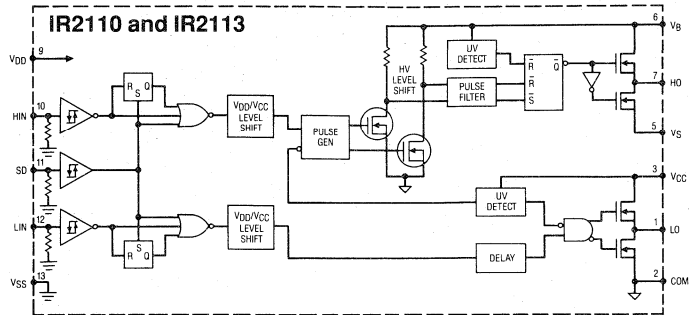 IR2110 and IR2113
6
VB
VDD
9
UV
DETECT
HV
LEVEL
SHIFT
R Q
R
S
PULSE
FILTER
7
HO
R Q
S
HIN
10
VDD/VCC
LEVEL
SHIFT
PULSE
GEN
5
VS
SD
11
3
VCC
UV
DETECT
LIN
12
S
R Q
VDD/VCC
LEVEL
SHIFT
1
LO
DELAY
VSS
13
2
COM